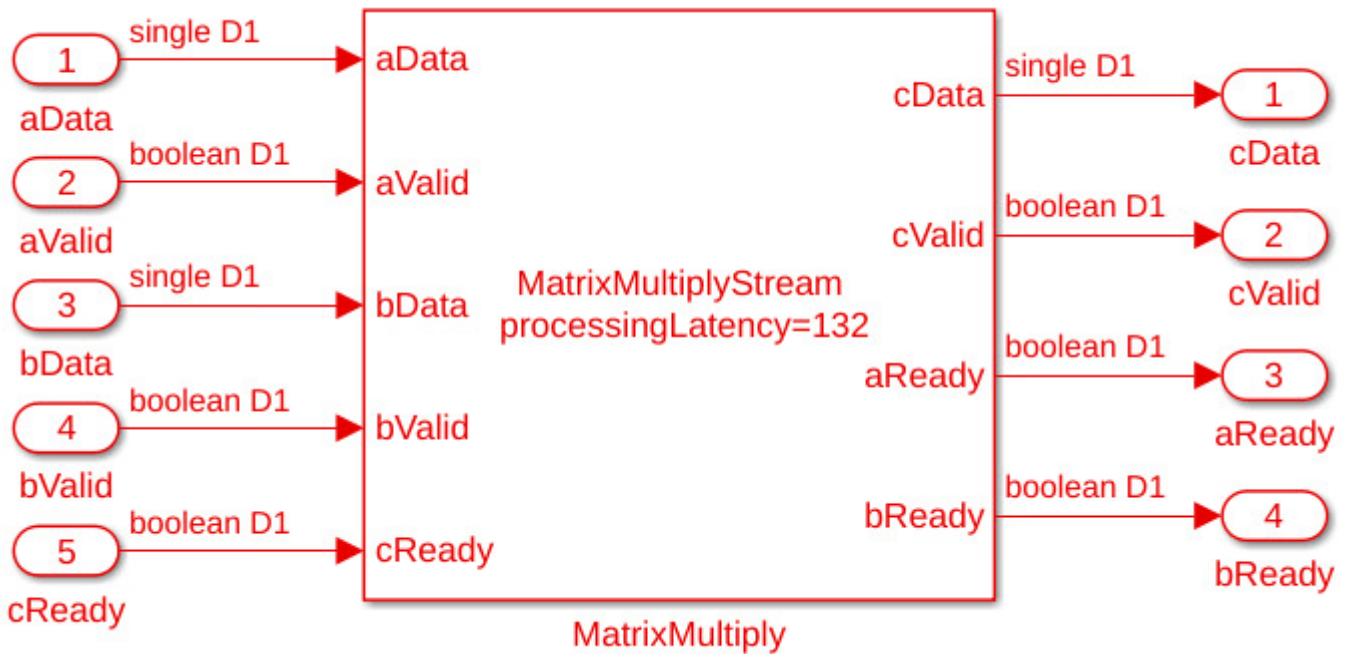 single D1
1
aData
aData
boolean D1
2
aValid
aValid
single D1
3
bData
bData
boolean D1
4
bValid
bValid
boolean D1
5
cReady
cReady
MatrixMultiplyStream
processingLatency=132
cData
single D1
1
cData
cValid
boolean D1
2
cValid
aReady
boolean D1
3
aReady
bReady
boolean D1
4
bReady
MatrixMultiply